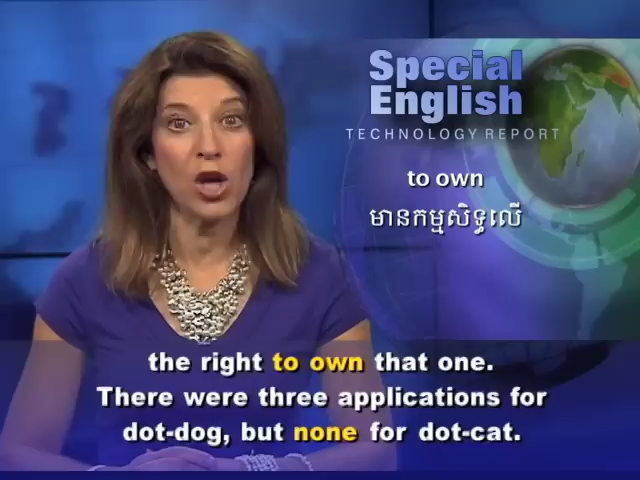 Special
English
TECHNOLOGY REPORT
to own
មានកម្មសិទ្ធលើ
the right to own that one.
There were three applications for
dot-dog, but none for dot-cat.